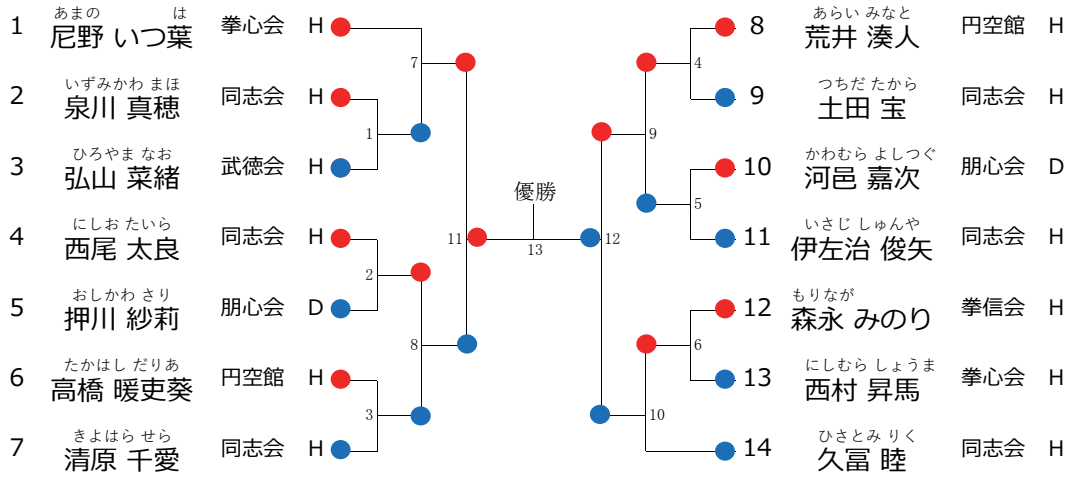 あまの は
1 尼野 いつ葉 拳心会 H
いずみかわ まほ
2 泉川 真穂 同志会 H
ひろやま なお
3 弘山 菜緒 武徳会 H
にしお たいら
4 西尾 太良 同志会 H
おしかわ さり
5 押川 紗莉 朋心会 D
たかはし だりあ
6 高橋 暖吏葵 円空館 H
きよはら せら
7 清原 千愛 同志会 H
7
1
2
8
3
11
優勝
13
12
9
4
5
6
10
あらい みなと
8 荒井 湊人 円空館 H
つちだ たから
9 土田 宝 同志会 H
かわむら よしつぐ
10 河邑 嘉次 朋心会 D
いさじ しゅんや
11 伊左治 俊矢 同志会 H
もりなが
12 森永 みのり 拳信会 H
にしむら しょうま
13 西村 昇馬 拳心会 H
ひさとみ りく
14 久冨 睦 同志会 H